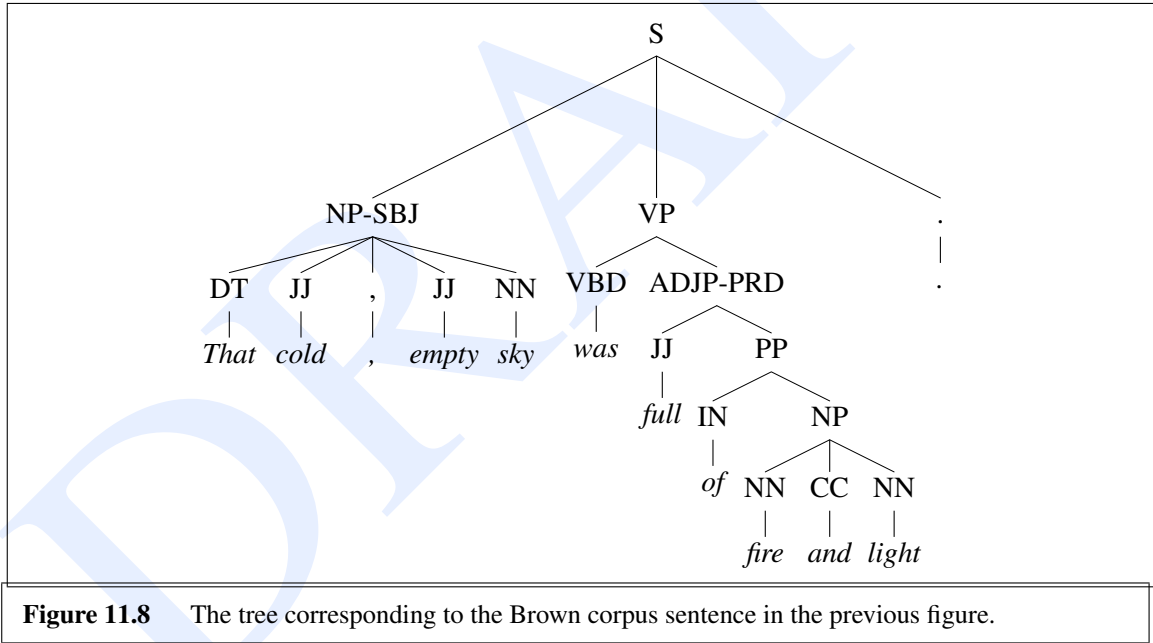 S
NP-SBJ VP .
DT JJ , JJ NN VBD ADJP-PRD .
That cold , empty sky was JJ PP
full IN NP
of NN CC NN
fire and light
Figure 11.8 The tree corresponding to the Brown corpus sentence in the previous figure.
DRAF